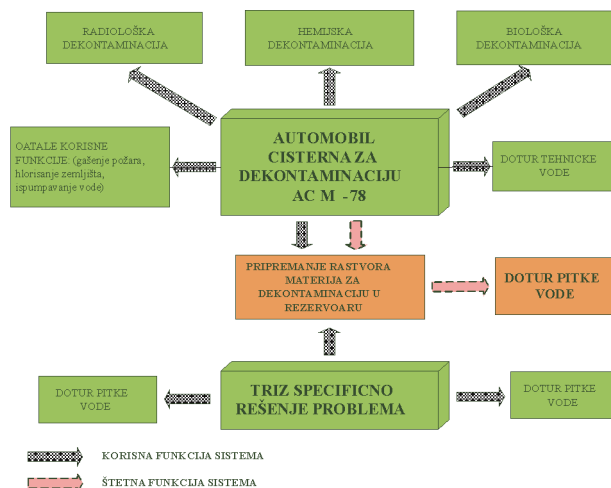 RADIOLOŠKA
DEKONTAMINACIJA
HEMIJSKA
DEKONTAMINACIJA
BIOLOŠKA
DEKONTAMINACIJA
OATALE KORISNE
FUNKCIJE: (gašenje požara,
hlorisanje zemljišta,
ispumpavanje vode)
AUTOMOBIL
CISTERNA ZA
DEKONTAMINACIJU
AC M - 78
DOTUR TEHNICKE
VODE
PRIPREMANJE RASTVORA
MATERIJA ZA
DEKONTAMINACIJU U
REZERVOARU
DOTUR PITKE
VODE
DOTUR PITKE
VODE
TRIZ SPECIFICNO
REŠENJE PROBLEMA
DOTUR PITKE
VODE
KORISNA FUNKCIJA SISTEMA
ŠTETNA FUNKCIJA SISTEMA